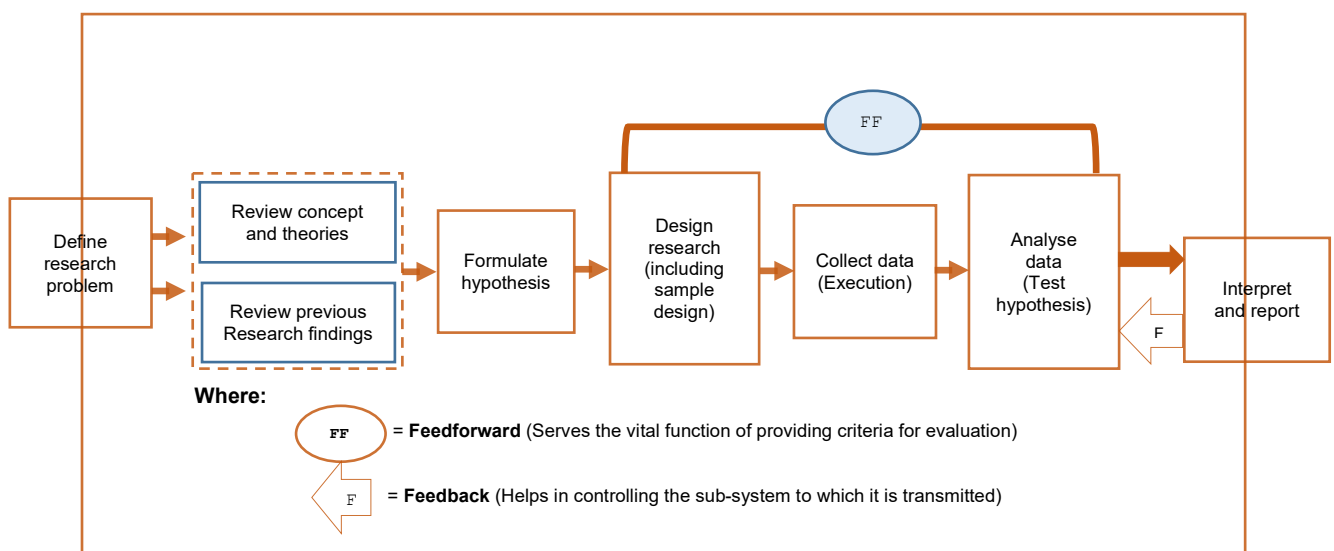 FF
Define
research
problem
Review concept
and theories
Review previous
Research findings
Formulate
hypothesis
Design
research
(including
sample
design)
Collect data
(Execution)
Analyse
data
(Test
hypothesis)
F
Interpret
and report
Where:
FF = Feedforward (Serves the vital function of providing criteria for evaluation)
F = Feedback (Helps in controlling the sub-system to which it is transmitted)